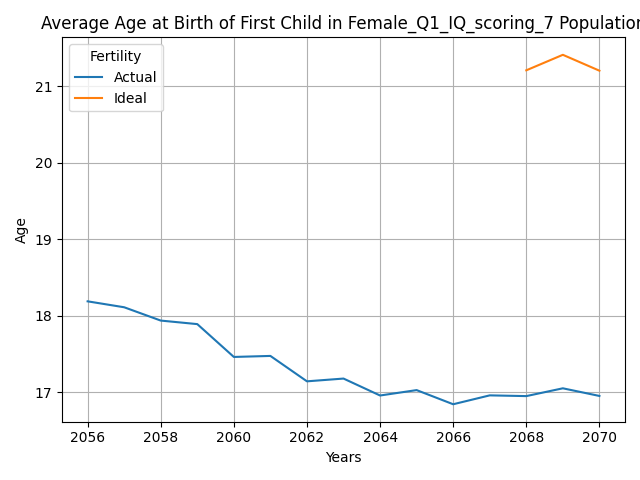 Average Age at Birth of First Child in Female_Q1_IQ_scoring_7 Population
Fertility
Actual
Ideal
21
20
19
18
17
Age
2056 2058 2060 2062 2064 2066 2068 2070
Years